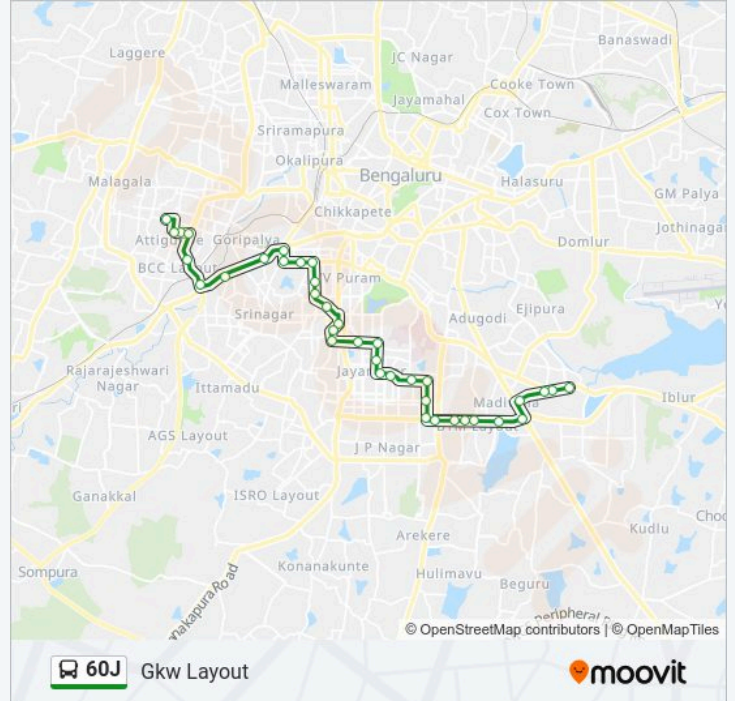 Laggere
JC Nagar
Banaswadi
Malleswaram
Cooke Town
Jayamahal
Cox Town
Sriramapura
Okalipura
Bengaluru
Malagala
Halasuru
GM Palya
Chikkapete
Jothinagar
Goripalya
Domlur
BCC
V Puram
Ejipura
Srinagar
Adugodi
Rajarajeshwari
Nagar
Ittamadu
Iblur
AGS Layout
J P Nagar
Ganakkal
ISRO Layout
Kudlu
Arekere
Konanakunte
Hulimavu
Sompura
Beguru
© OpenStreetMap contributors | © OpenMapTiles
60J Gkw Layout
moovit